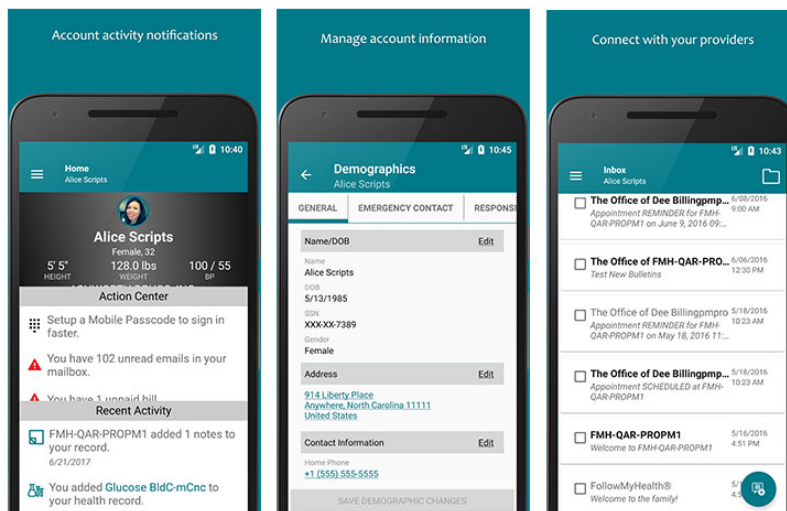 Account activity notifications
10:40
Home
Alice Scripts
Alice Scripts
Female, 32
5' 5"
128.0 lbs
100 / 55
HEIGHT
WEIGHT
BP
Action Center
Setup a Mobile Passcode to sign in
faster.
You have 102 unread emails in your
mailbox.
You have 1 unpaid bill
Recent Activity
FMH-QAR-PROPM1 added 1 notes to
your record.
6/21/2017
You added Glucose BldC-mCnc to
your health record.
Manage account information
10:45
Demographics
Alice Scripts
GENERAL
EMERGENCY CONTACT
RESPONSI
Name/DOB
Edit
Name
Alice Scripts
DOB
5/13/1985
SSN
XXX-XX-7389
Gender
Female
Address
Edit
914 Liberty Place
Anywhere, North Carolina 11111
United States
Contact Information
Edit
Home Phone
+1 (555) 555-5555
SAVE DEMOGRAPHIC CHANGES
Connect with your providers
10:43
Inbox
Alice Scripts
The Office of Dee Billingpmp...
6/08/2016
9:00 AM
Appointment REMINDER for FMH-
QAR-PROPM1 on June 9, 2016 09:...
The Office of FMH-QAR-PRO...
6/06/2016
12:30 PM
Test New Bulletins
The Office of Dee Billingpmpro
5/18/2016
10:23 AM
Appointment REMINDER for FMH-
QAR-PROPM1 on May 18, 2016 11:...
The Office of Dee Billingpmp...
5/18/2016
10:23 AM
Appointment SCHEDULED at FMH-
QAR-PROPM1
FMH-QAR-PROPM1
5/16/2016
4:51 PM
Welcome to FMH-QAR-PROPM1
FollowMyHealth®
Welcome to the family!